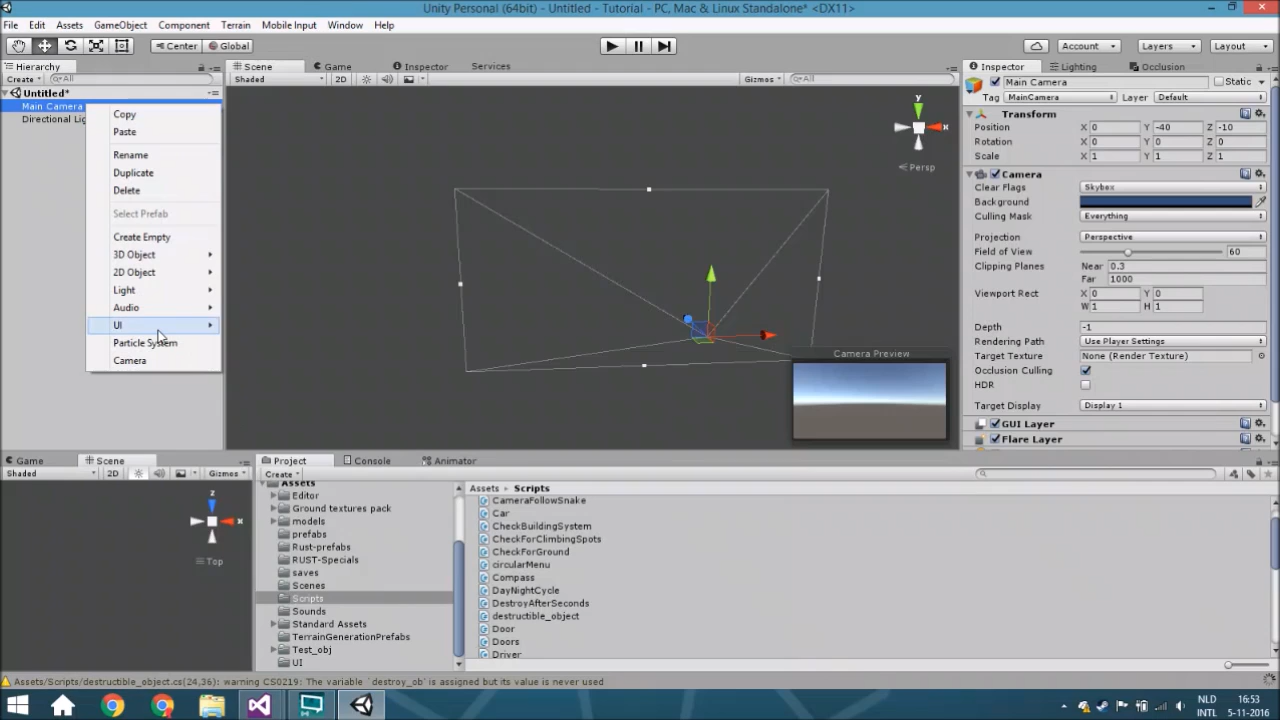 Unity Personal (64bit) - Untitled - Tutorial - PC, Mac & Linux Standalone* <DX11>
File Edit Assets GameObject Component Terrain Mobile Input Window Help
Center Global Account Layers Layout
Hierarchy Scene Game Inspector Services Inspector Lighting Occlusion
Create All Shaded 2D Gizmos All Main Camera Static
Untitled*
Tag MainCamera Layer Default
Main Camera
Directional Lig
Copy
Paste
Rename
Duplicate
Delete
Select Prefab
Create Empty
3D Object
2D Object
Light
Audio
UI
Particle System
Camera
y
x
Persp
Camera Preview
Transform
Position X 0 Y -40 Z -10
Rotation X 0 Y 0 Z 0
Scale X 1 Y 1 Z 1
Camera
Clear Flags Skybox
Background
Culling Mask Everything
Projection Perspective
Field of View 60
Clipping Planes Near 0.3
Far 1000
Viewport Rect X 0 Y 0
W 1 H 1
Depth -1
Rendering Path Use Player Settings
Target Texture None (Render Texture)
Occlusion Culling
HDR
Target Display Display 1
GUI Layer
Flare Layer
Game Scene Project Console Animator
Shaded 2D Gizmos Create
z
x
Top
Assets
Editor
Ground textures pack
models
prefabs
Rust-prefabs
RUST-Specials
saves
Scenes
Scripts
Sounds
Standard Assets
TerrainGenerationPrefabs
Test_obj
UI
Assets Scripts
CameraFollowSnake
Car
CheckBuildingSystem
CheckForClimbingSpots
CheckForGround
circularMenu
Compass
DayNightCycle
DestroyAfterSeconds
destructible_object
Door
Doors
Driver
Assets/Scripts/destructible_object.cs(24,36): warning CS0219: The variable `destroy_ob' is assigned but its value is never used
NLD 16:53
INTL 5-11-2016